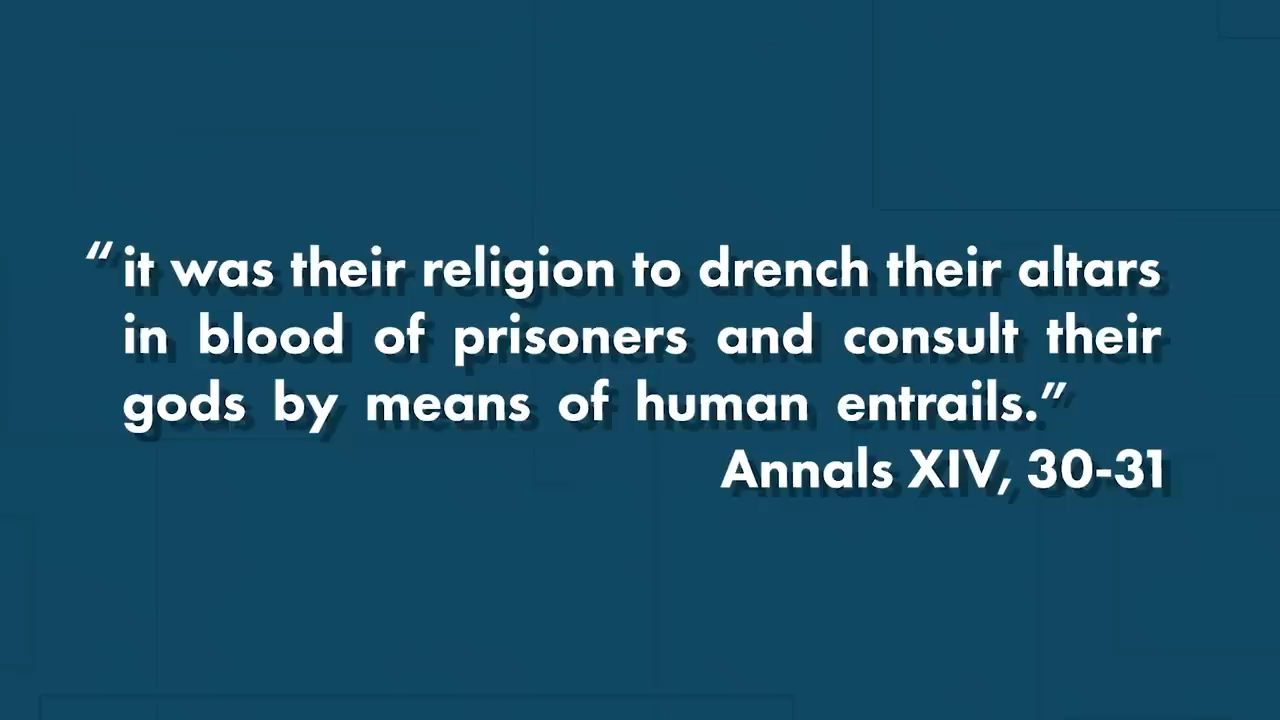 “it was their religion to drench their altars
in blood of prisoners and consult their
gods by means of human entrails.”
Annals XIV, 30-31